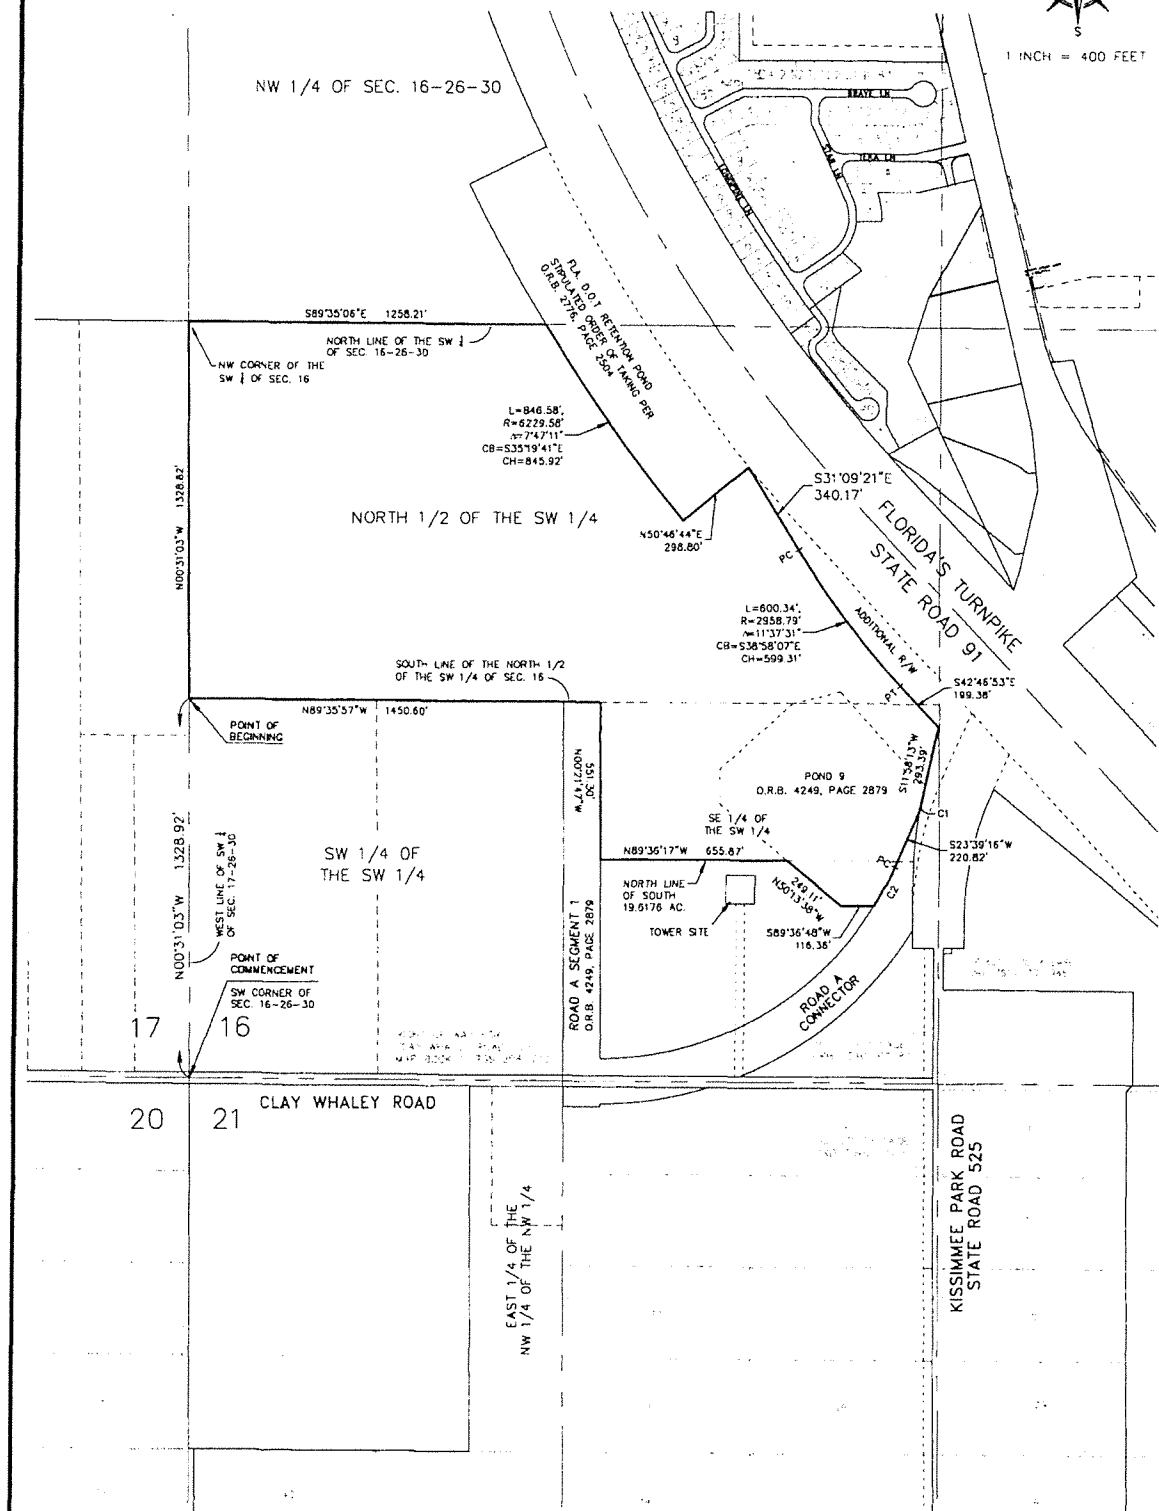 S
1 INCH = 400 FEET
NW 1/4 OF SEC. 16-26-30
BRAYE LN
STAR LN
TERA LN
LONGPINE LN
FLA. D.O.T RETENTION POND
STIPULATED ORDER OF TAKING PER
O.R.B. 2776, PAGE 2504
S89°35'06"E 1258.21'
NORTH LINE OF THE SW 1/4
OF SEC. 16-26-30
NW CORNER OF THE
SW 1/4 OF SEC. 16
L=846.58',
R=6229.58'
Δ=7°47'11"
CB=S35°19'41"E
CH=845.92'
N00°31'03"W 1328.82'
NORTH 1/2 OF THE SW 1/4
S31°09'21"E
340.17'
N50°46'44"E
298.80'
PC
FLORIDA'S TURNPIKE
STATE ROAD 91
L=600.34',
R=2958.79'
Δ=11°37'31"
CB=S38°58'07"E
CH=599.31'
ADDITIONAL R/W
PT
S42°46'53"E
199.38'
SOUTH LINE OF THE NORTH 1/2
OF THE SW 1/4 OF SEC. 16
N89°35'57"W 1450.60'
POINT OF
BEGINNING
551.30'
N00°21'47"W
POND 9
O.R.B. 4249, PAGE 2879
S11°58'13"W
293.39'
C1
SE 1/4 OF
THE SW 1/4
N89°36'17"W 655.87'
S23°39'16"W
220.82'
PC
C2
N00°31'03"W 1328.92'
WEST LINE OF SW 1/4
OF SEC. 17-26-30
SW 1/4 OF
THE SW 1/4
NORTH LINE
OF SOUTH
19.6176 AC.
TOWER SITE
249.11'
N50°13'38"W
S89°36'48"W
116.36'
ROAD A SEGMENT 1
O.R.B. 4249, PAGE 2879
ROAD A
CONNECTOR
POINT OF
COMMENCEMENT
SW CORNER OF
SEC. 16-26-30
17 16
20 21
CLAY WHALEY ROAD
EAST 1/4 OF THE
NW 1/4 OF THE NW 1/4
KISSIMMEE PARK ROAD
STATE ROAD 525